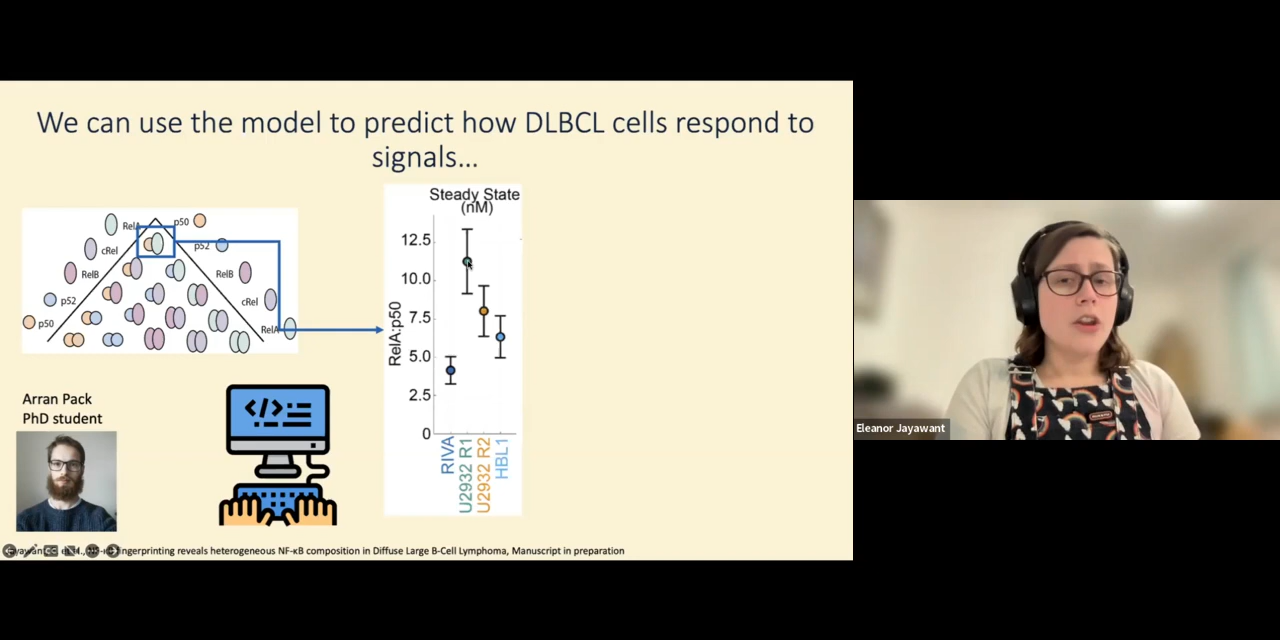 We can use the model to predict how DLBCL cells respond to
signals...
RelA
p50
cRel
p52
RelB
RelB
p52
cRel
p50
RelA
Steady State
(nM)
12.5
10.0
7.5
5.0
2.5
0
RelA:p50
RIVA
U2932 R1
U2932 R2
HBL1
Arran Pack
PhD student
fingerprinting reveals heterogeneous NF-κB composition in Diffuse Large B-Cell Lymphoma, Manuscript in preparation
Eleanor Jayawant